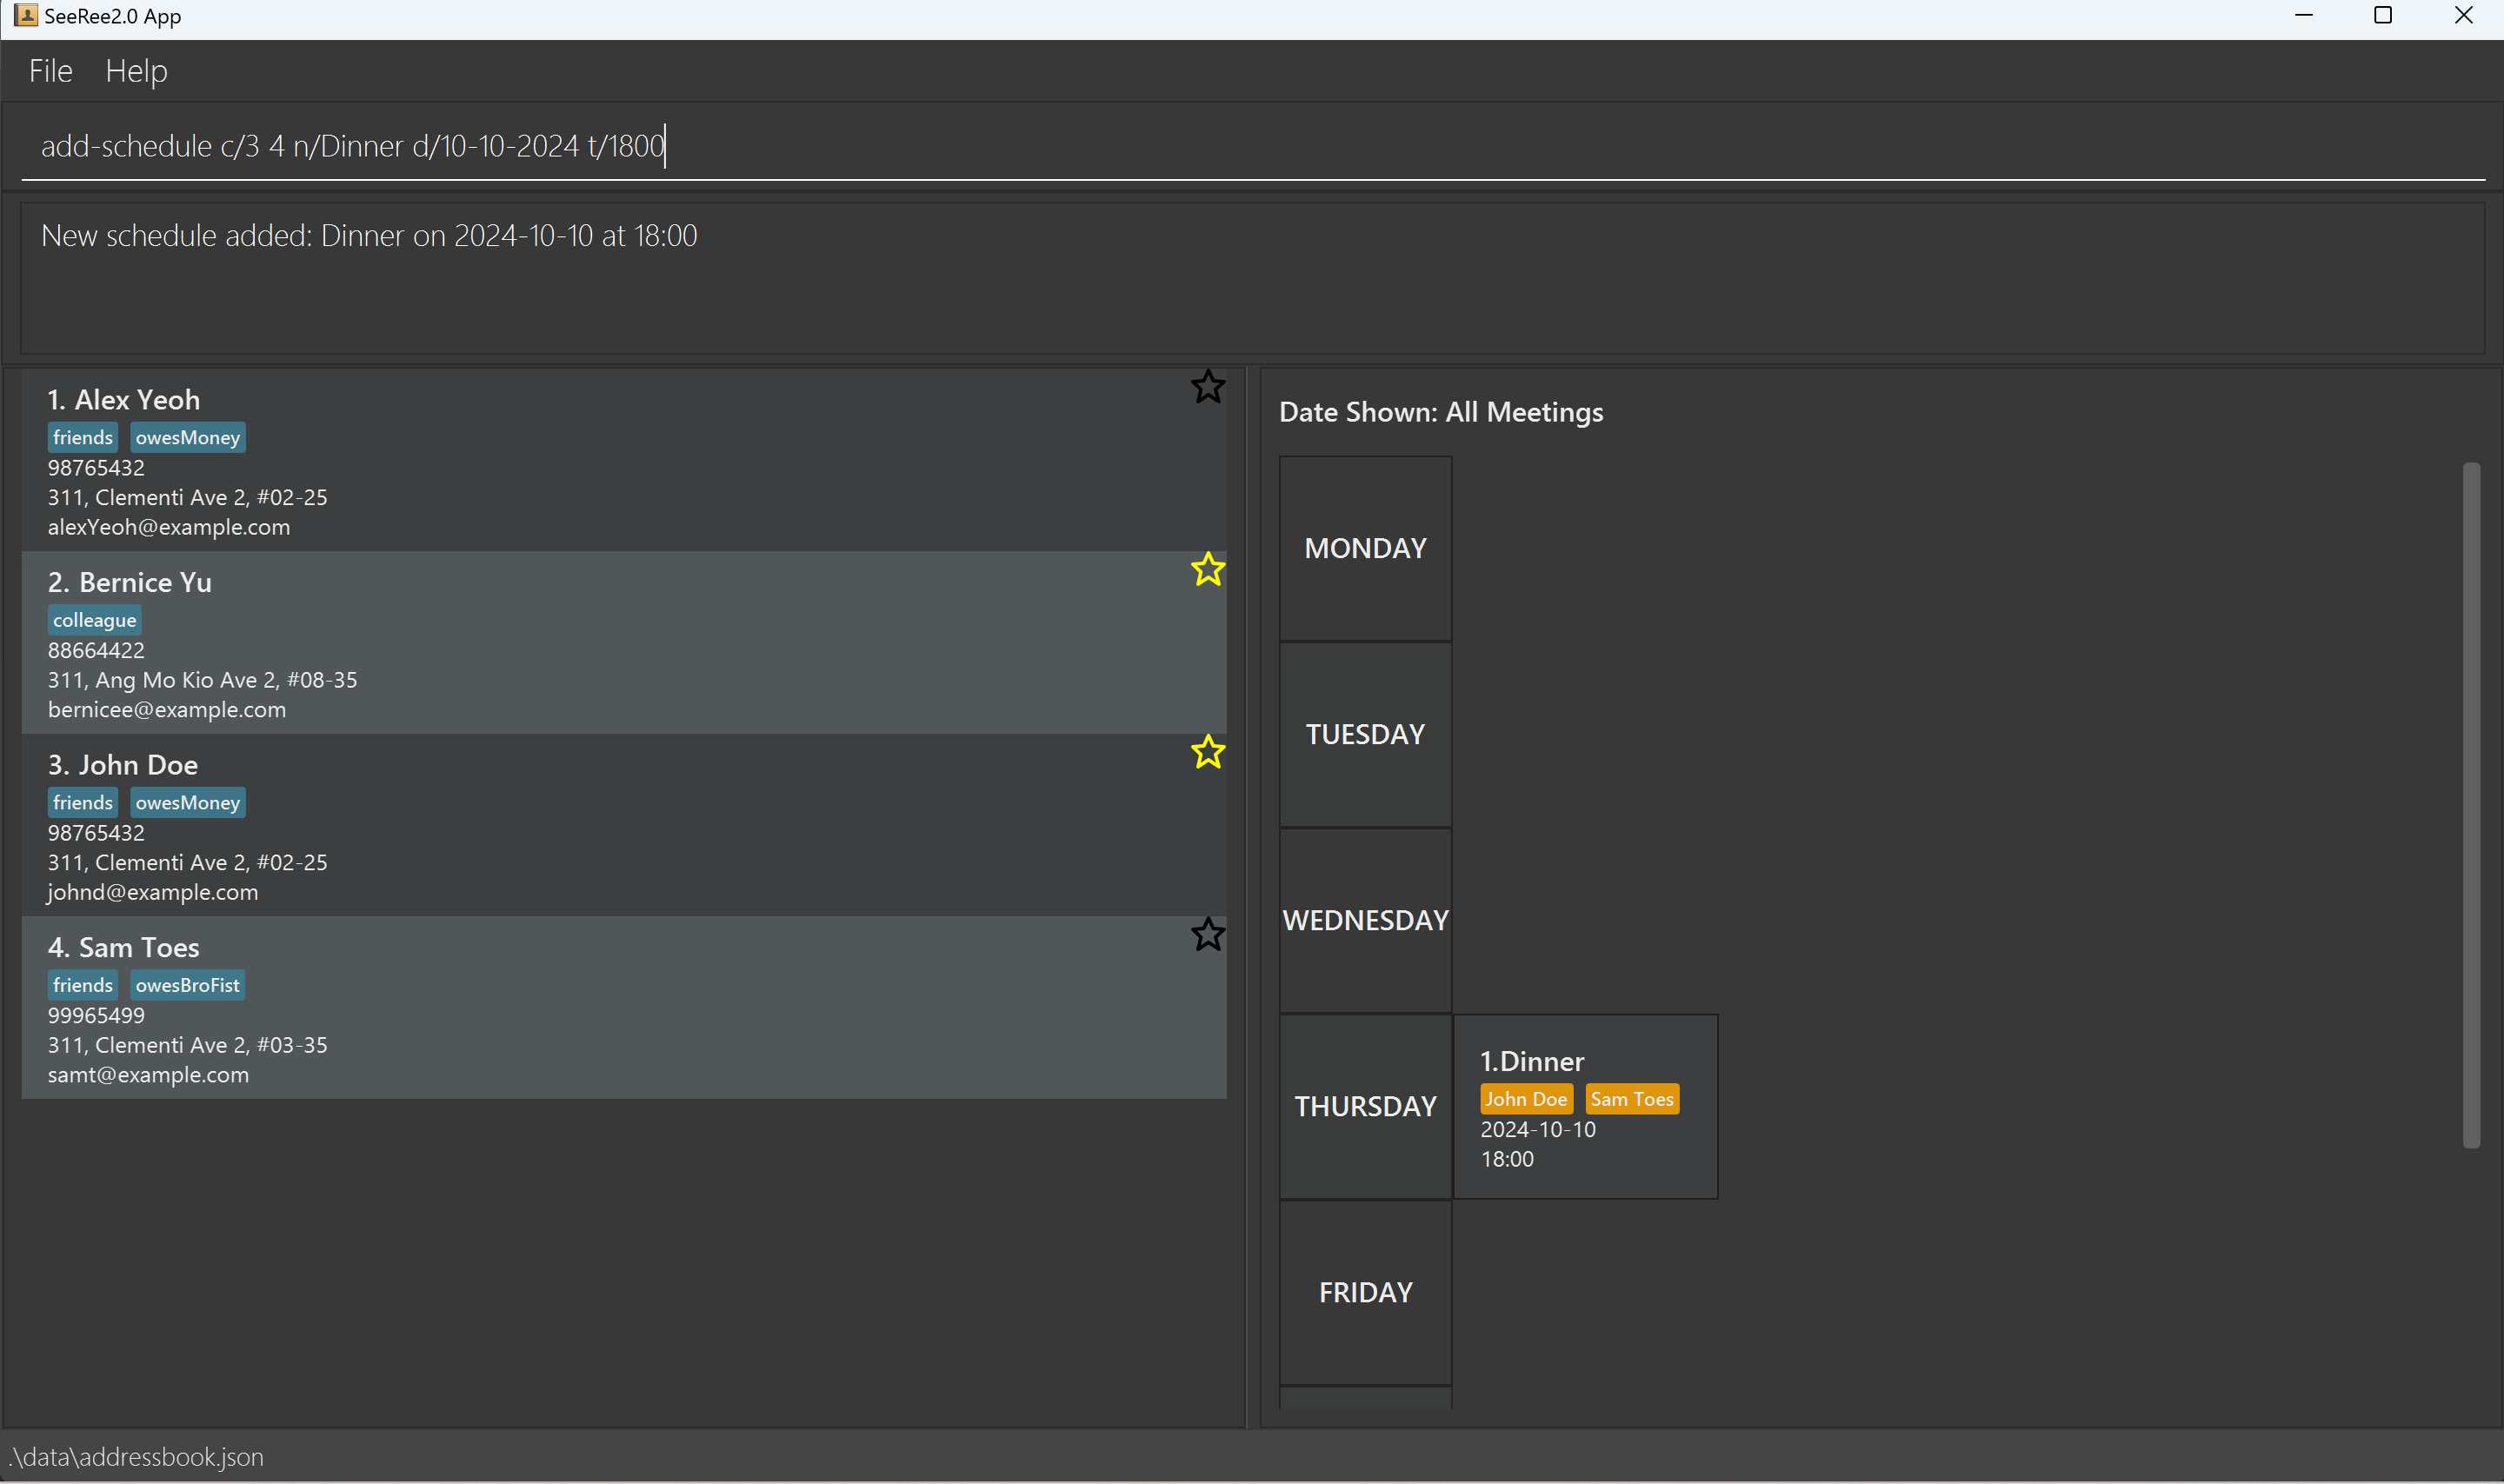 SeeRee2.0 App
File Help
add-schedule c/3 4 n/Dinner d/10-10-2024 t/1800
New schedule added: Dinner on 2024-10-10 at 18:00
1. Alex Yeoh
friends owesMoney
98765432
311, Clementi Ave 2, #02-25
alexYeoh@example.com
2. Bernice Yu
colleague
88664422
311, Ang Mo Kio Ave 2, #08-35
bernicee@example.com
3. John Doe
friends owesMoney
98765432
311, Clementi Ave 2, #02-25
johnd@example.com
4. Sam Toes
friends owesBroFist
99965499
311, Clementi Ave 2, #03-35
samt@example.com
Date Shown: All Meetings
MONDAY
TUESDAY
WEDNESDAY
THURSDAY
1.Dinner
John Doe Sam Toes
2024-10-10
18:00
FRIDAY
.\data\addressbook.json